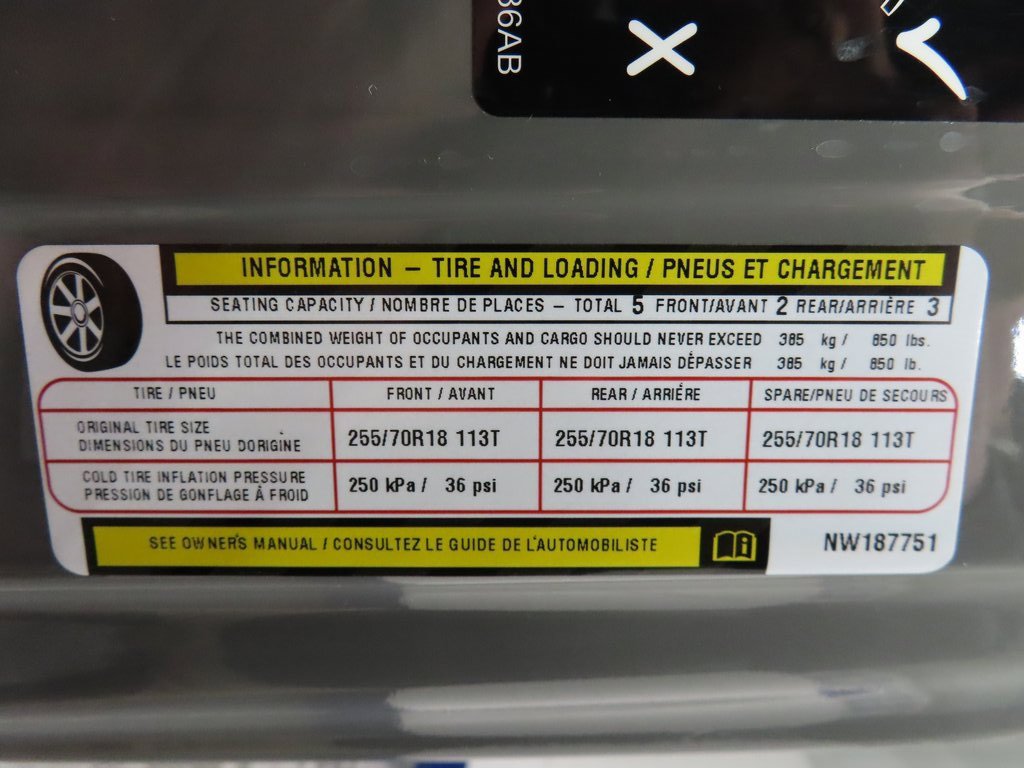 36AB
INFORMATION – TIRE AND LOADING / PNEUS ET CHARGEMENT
SEATING CAPACITY / NOMBRE DE PLACES – TOTAL 5 FRONT/AVANT 2 REAR/ARRIÈRE 3
THE COMBINED WEIGHT OF OCCUPANTS AND CARGO SHOULD NEVER EXCEED 385 kg / 850 lbs.
LE POIDS TOTAL DES OCCUPANTS ET DU CHARGEMENT NE DOIT JAMAIS DÉPASSER 385 kg / 850 lb.
TIRE / PNEU FRONT / AVANT REAR / ARRIÉRE SPARE/PNEU DE SECOURS
ORIGINAL TIRE SIZE
DIMENSIONS DU PNEU DORIGINE
255/70R18 113T 255/70R18 113T 255/70R18 113T
COLD TIRE INFLATION PRESSURE
PRESSION DE GONFLAGE À FROID
250 kPa / 36 psi 250 kPa / 36 psi 250 kPa / 36 psi
SEE OWNER'S MANUAL / CONSULTEZ LE GUIDE DE L'AUTOMOBILISTE
NW187751